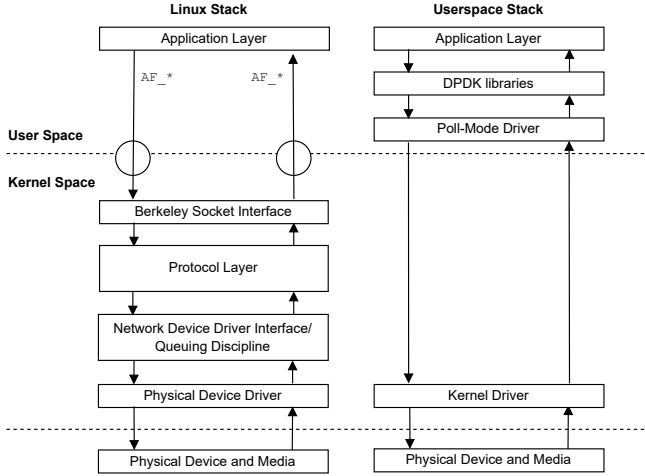 Linux Stack
Userspace Stack
Application Layer
Application Layer
AF_*
AF_*
DPDK libraries
Poll-Mode Driver
User Space
Kernel Space
Berkeley Socket Interface
Protocol Layer
Network Device Driver Interface/
Queuing Discipline
Physical Device Driver
Kernel Driver
Physical Device and Media
Physical Device and Media